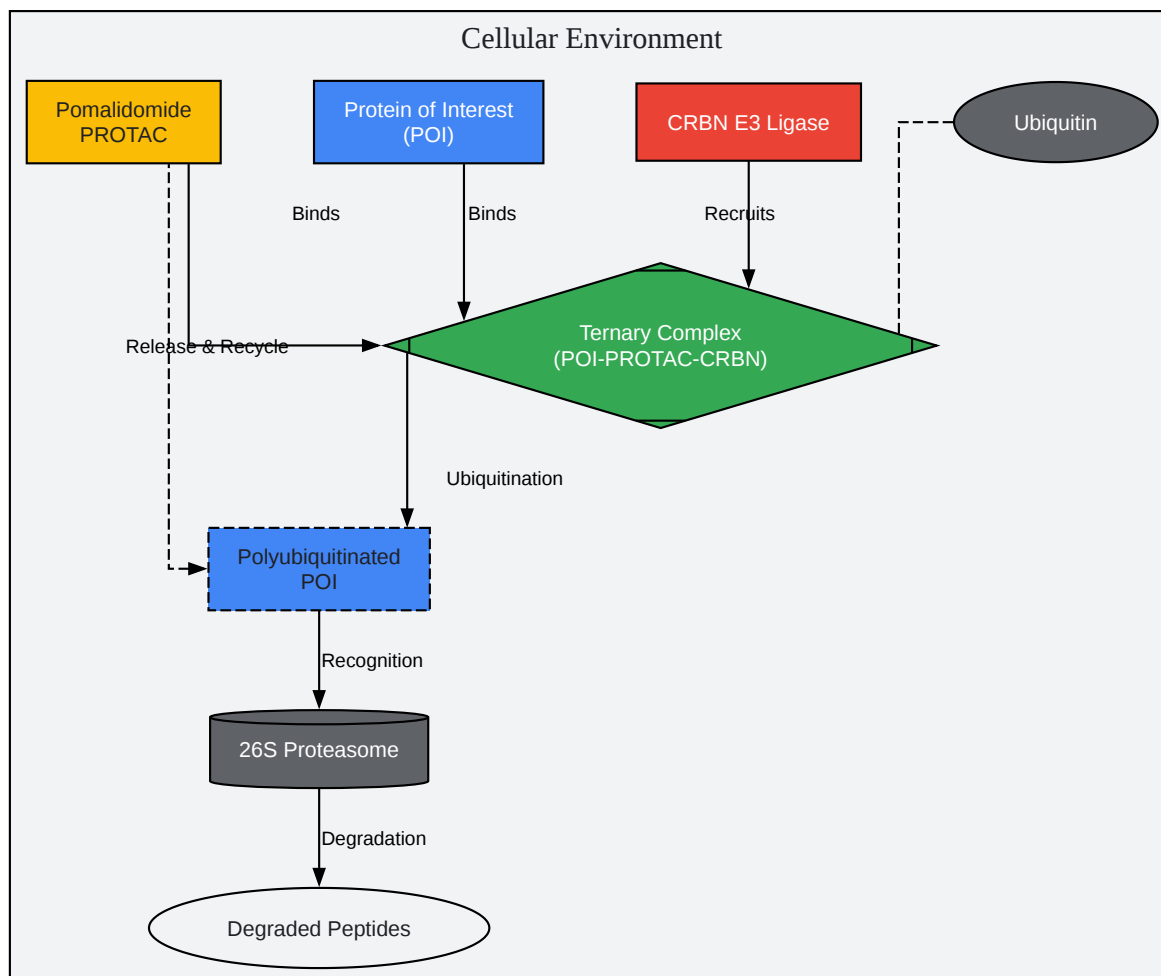 Cellular Environment
Pomalidomide
PROTAC
Protein of Interest
(POI)
CRBN E3 Ligase
Ubiquitin
Binds
Binds
Recruits
Ternary Complex
(POI-PROTAC-CRBN)
Release & Recycle
Ubiquitination
Polyubiquitinated
POI
Recognition
26S Proteasome
Degradation
Degraded Peptides